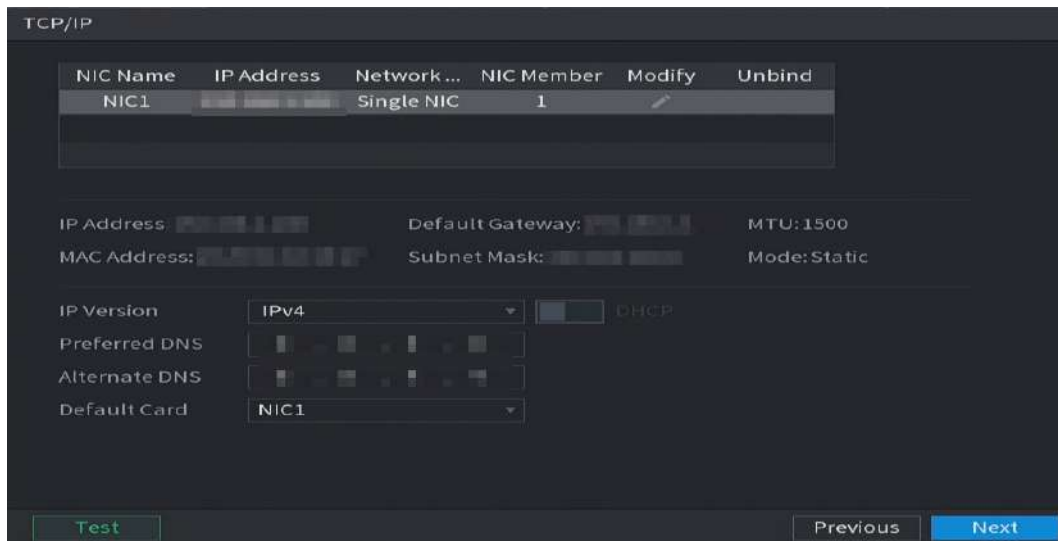 TCP/IP
NIC Name IP Address Network ... NIC Member Modify Unbind
NIC1 Single NIC 1
IP Address Default Gateway: MTU:1500
MAC Address: Subnet Mask: Mode:Static
IP Version IPv4 DHCP
Preferred DNS
Alternate DNS
Default Card NIC1
Test Previous Next